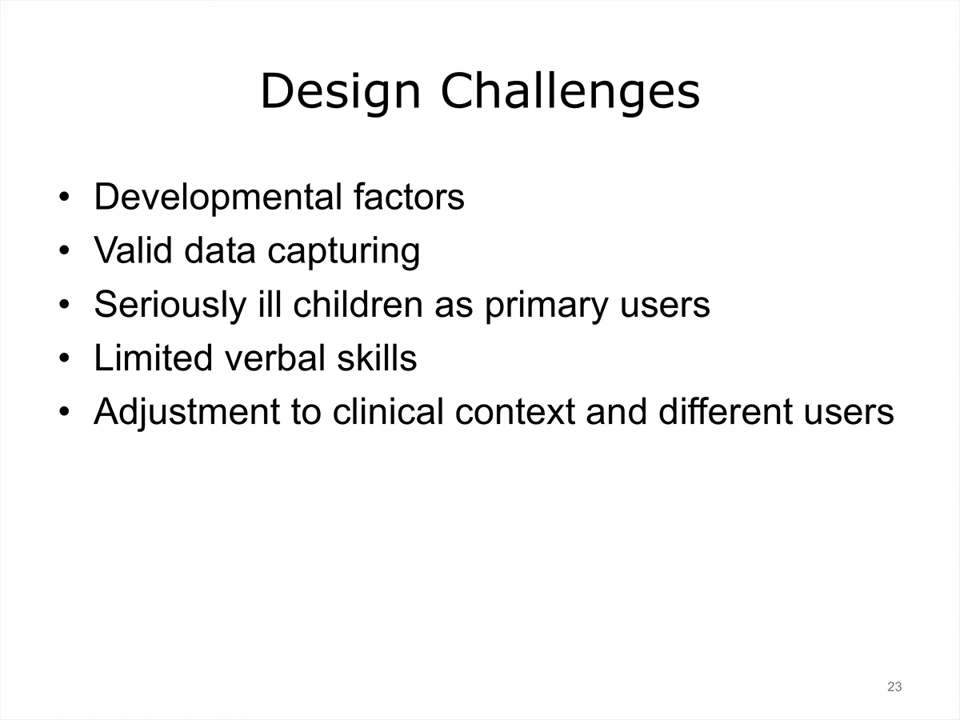 Design Challenges
• Developmental factors
• Valid data capturing
• Seriously ill children as primary users
• Limited verbal skills
• Adjustment to clinical context and different users
23